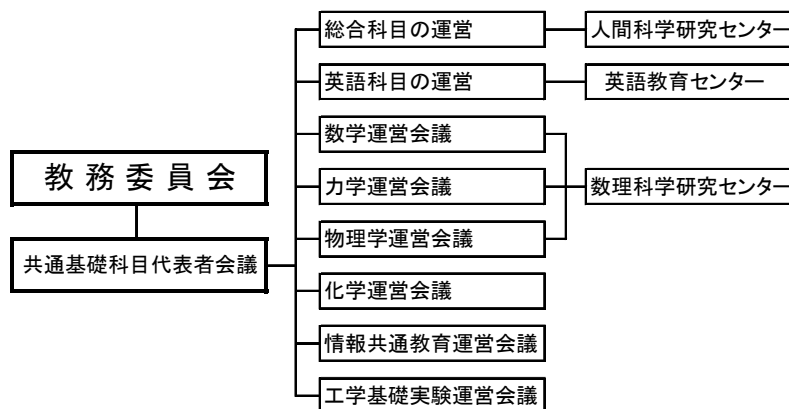 総合科目の運営
人間科学研究センター
英語科目の運営
英語教育センター
数学運営会議
教務委員会
力学運営会議
数理科学研究センター
物理学運営会議
共通基礎科目代表者会議
化学運営会議
情報共通教育運営会議
工学基礎実験運営会議